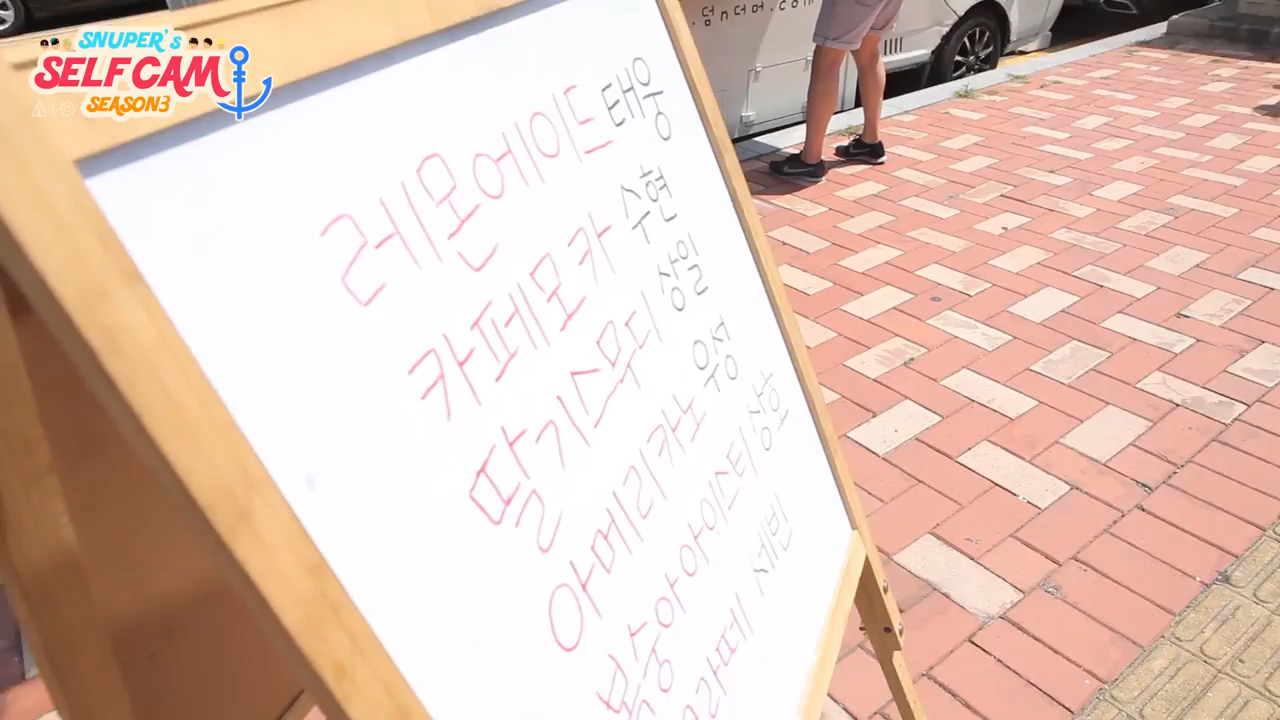 SNUPER's
SELFCAM
SEASON3
레몬에이드 태웅
카페모카 수현
딸기스무디 상일
아메리카노 우성
복숭아아이스티 상호
라떼 세빈